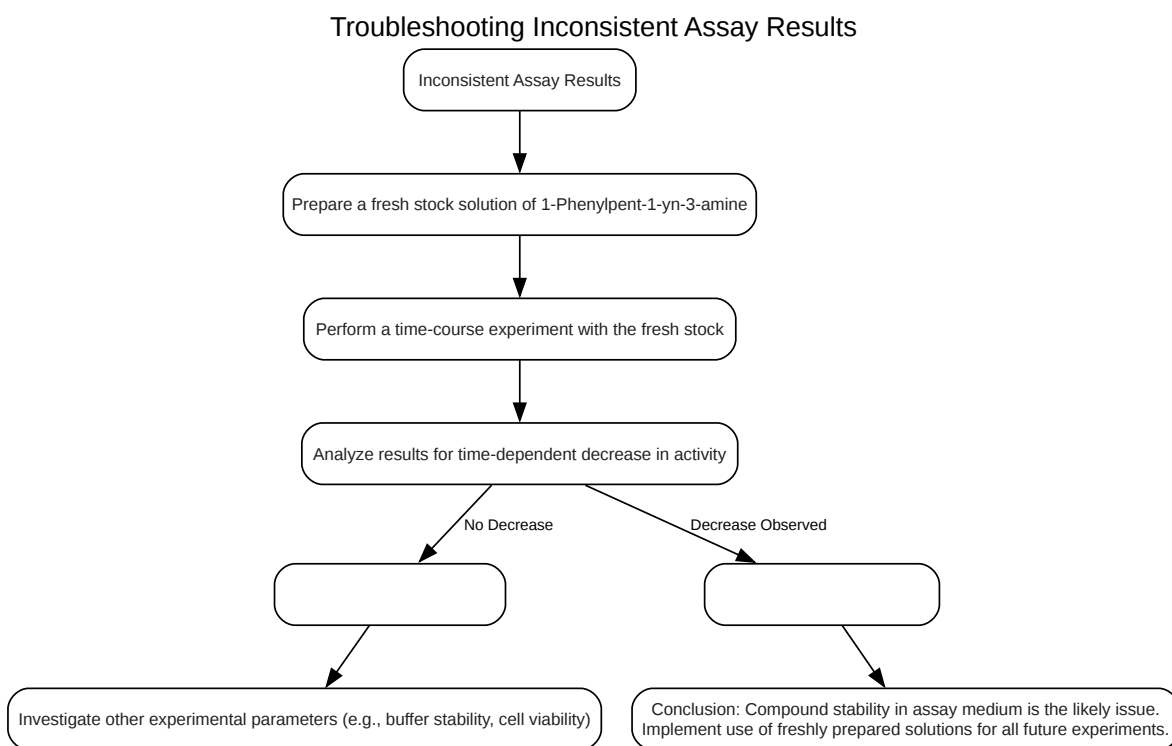 Troubleshooting Inconsistent Assay Results
Inconsistent Assay Results
Prepare a fresh stock solution of 1-Phenylpent-1-yn-3-amine
Perform a time-course experiment with the fresh stock
Analyze results for time-dependent decrease in activity
No Decrease
Decrease Observed
Investigate other experimental parameters (e.g., buffer stability, cell viability)
Conclusion: Compound stability in assay medium is the likely issue.
Implement use of freshly prepared solutions for all future experiments.